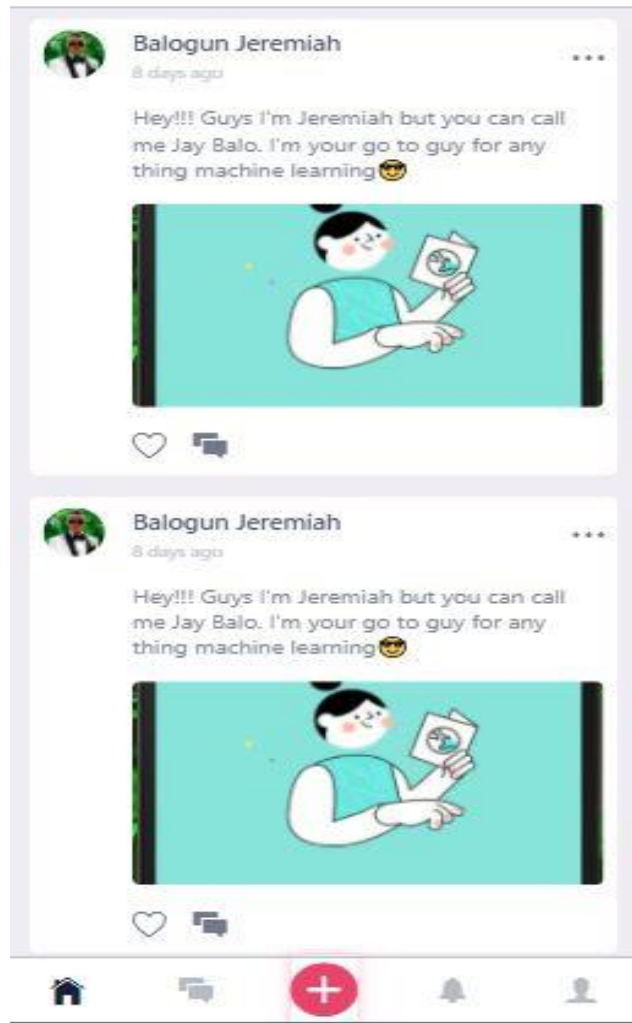 Balogun Jeremiah
8 days ago
Hey!!! Guys I'm Jeremiah but you can call
me Jay Balo. I'm your go to guy for any
thing machine learning😎
Balogun Jeremiah
8 days ago
Hey!!! Guys I'm Jeremiah but you can call
me Jay Balo. I'm your go to guy for any
thing machine learning😎